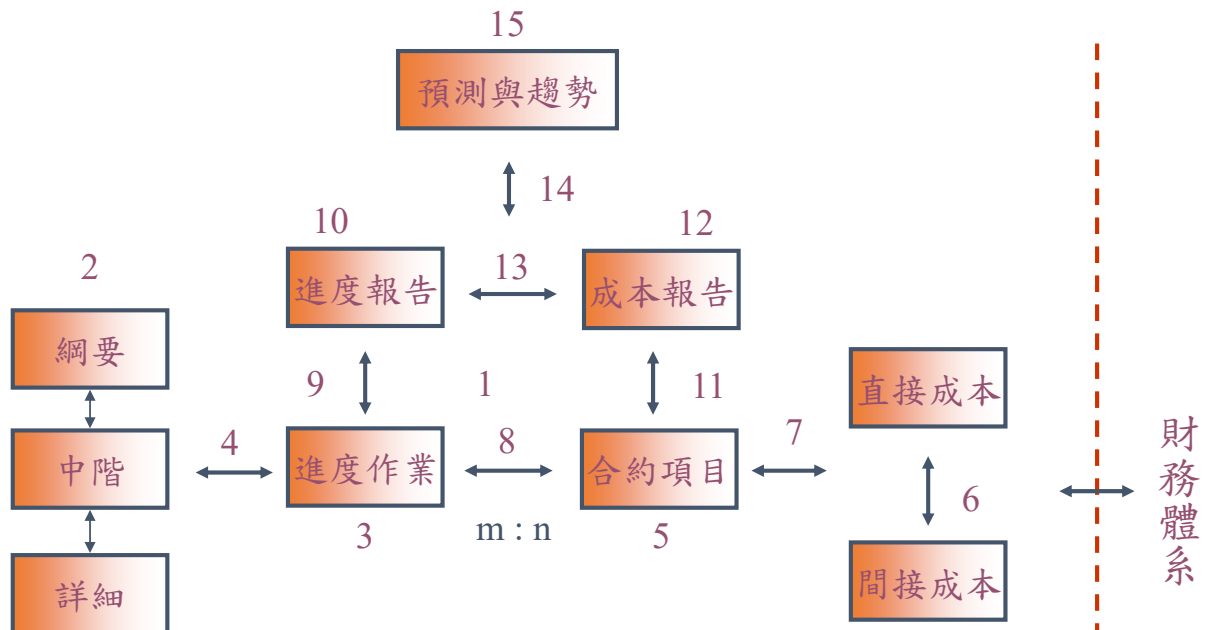 15
預測與趨勢
14
10
12
2
進度報告
13
成本報告
綱要
9
1
11
直接成本
中階
4
進度作業
8
合約項目
7
6
財務體系
3
m : n
5
詳細
間接成本